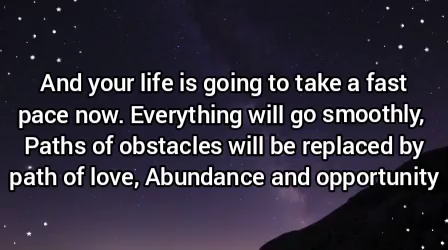 And your life is going to take a fast
pace now. Everything will go smoothly,
Paths of obstacles will be replaced by
path of love, Abundance and opportunity